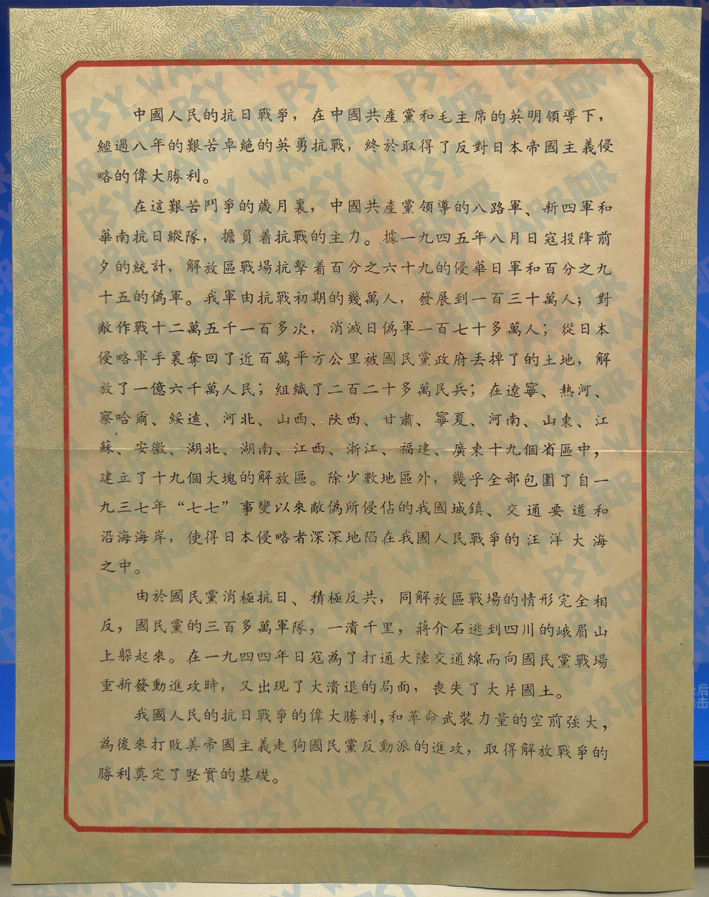 中國人民的抗日戰爭，在中國共產黨和毛主席的英明領導下，
經過八年的艱苦卓絕的英勇抗戰，終於取得了反對日本帝國主義侵
略的偉大勝利。
在這艱苦鬥爭的歲月裏，中國共產黨領導的八路軍、新四軍和
華南抗日縱隊，擔負着抗戰的主力。據一九四五年八月日寇投降前
夕的統計，解放區戰場抗擊着百分之六十九的侵華日軍和百分之九
十五的偽軍。我軍由抗戰初期的幾萬人，發展到一百三十萬人；對
敵作戰十二萬五千一百多次，消滅日偽軍一百七十多萬人；從日本
侵略軍手裏奪回了近百萬平方公里被國民黨政府丟掉了的土地，解
放了一億六千萬人民；組織了二百二十多萬民兵；在遼寧、熱河、
察哈爾、綏遠、河北、山西、陜西、甘肅、寧夏、河南、山東、江
蘇、安徽、湖北、湖南、江西、浙江、福建、廣東十九個省區中，
建立了十九個大塊的解放區。除少數地區外，幾乎全部包圍了自一
九三七年“七七”事變以來敵偽所侵佔的我國城鎮、交通要道和
沿海海岸，使得日本侵略者深深地陷在我國人民戰爭的汪洋大海
之中。
由於國民黨消極抗日、積極反共，同解放區戰場的情形完全相
反，國民黨的三百多萬軍隊，一潰千里，蔣介石逃到四川的峨眉山
上躲起來。在一九四四年日寇為了打通大陸交通線而向國民黨戰場
重新發動進攻時，又出現了大潰退的局面，喪失了大片國土。
我國人民的抗日戰爭的偉大勝利，和革命武裝力量的空前強大，
為後來打敗美帝國主義走狗國民黨反動派的進攻，取得解放戰爭的
勝利奠定了堅實的基礎。
PSY WARRIOR